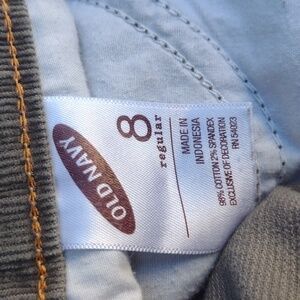 OLD NAVY
8
regular
MADE IN
INDONESIA
98% COTTON 2% SPANDEX
EXCLUSIVE OF DECORATION
RN 54023